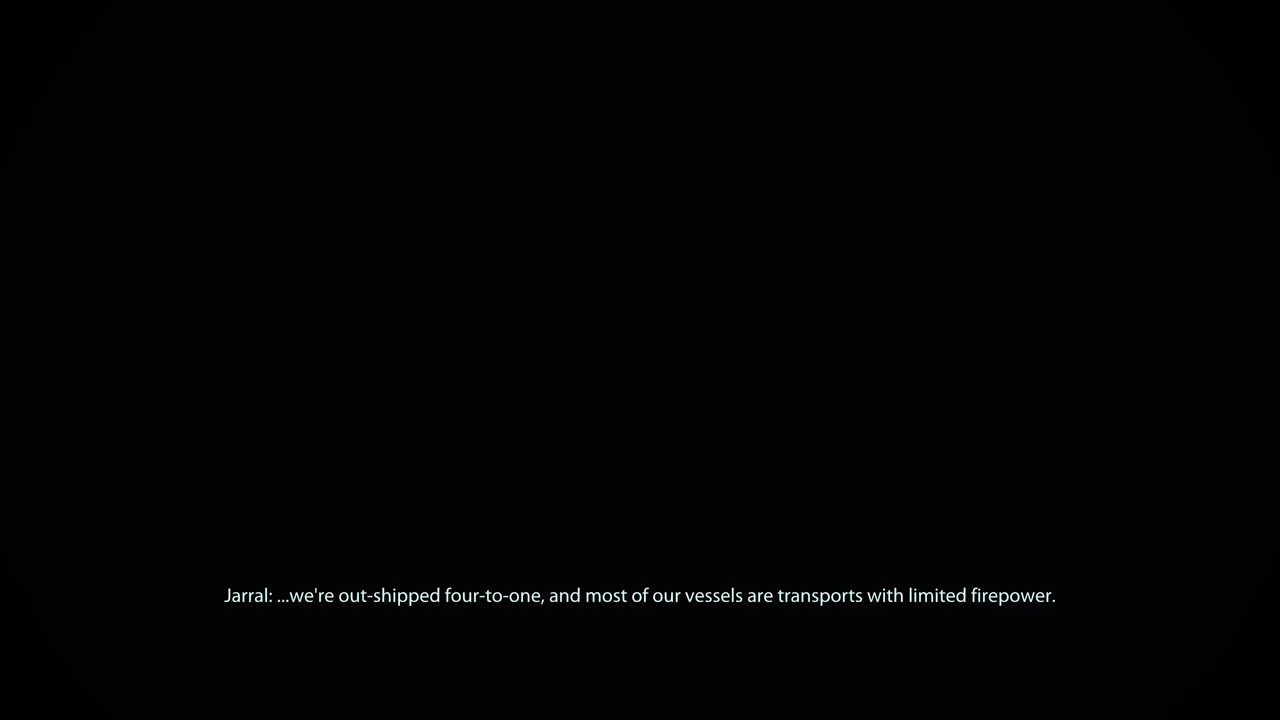 Jarral: ...we're out-shipped four-to-one, and most of our vessels are transports with limited firepower.